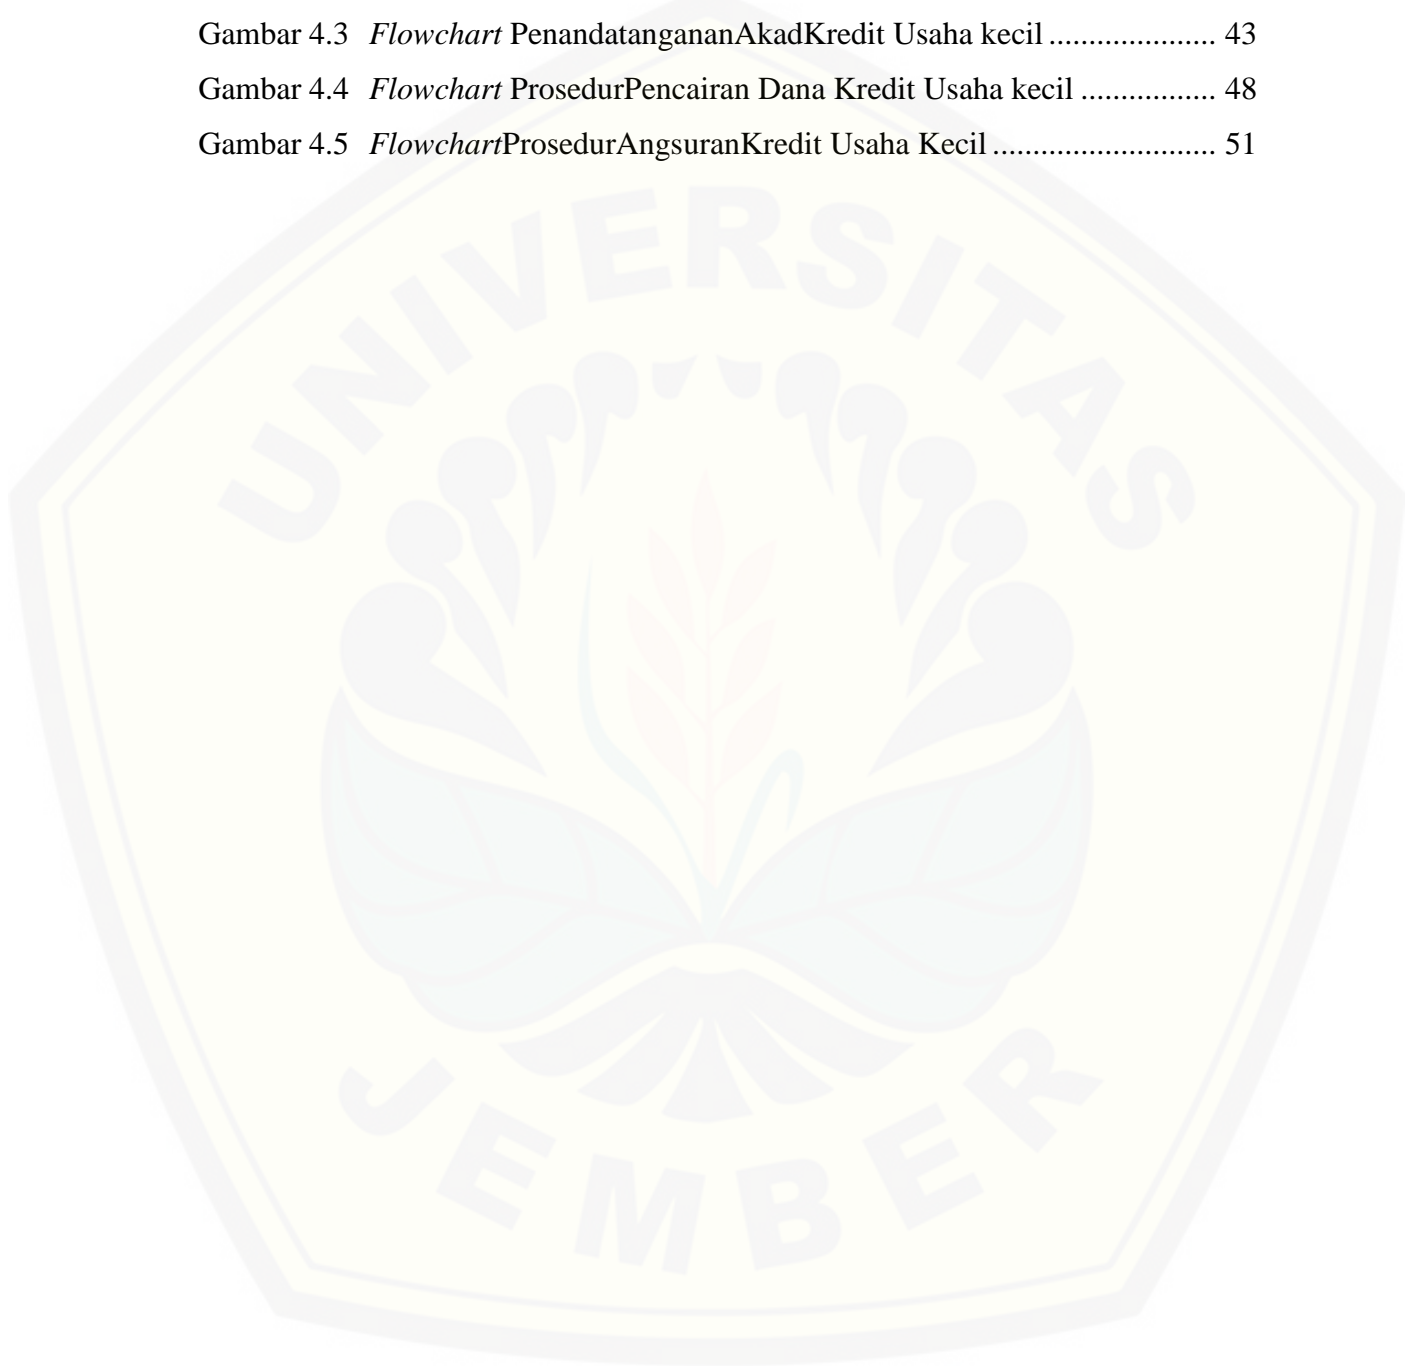 Gambar 4.3 Flowchart PenandatangananAkadKredit Usaha kecil ..................... 43
Gambar 4.4 Flowchart ProsedurPencairan Dana Kredit Usaha kecil ................. 48
Gambar 4.5 FlowchartProsedurAngsuranKredit Usaha Kecil ............................ 51
UNIVERSITAS
JEMBER